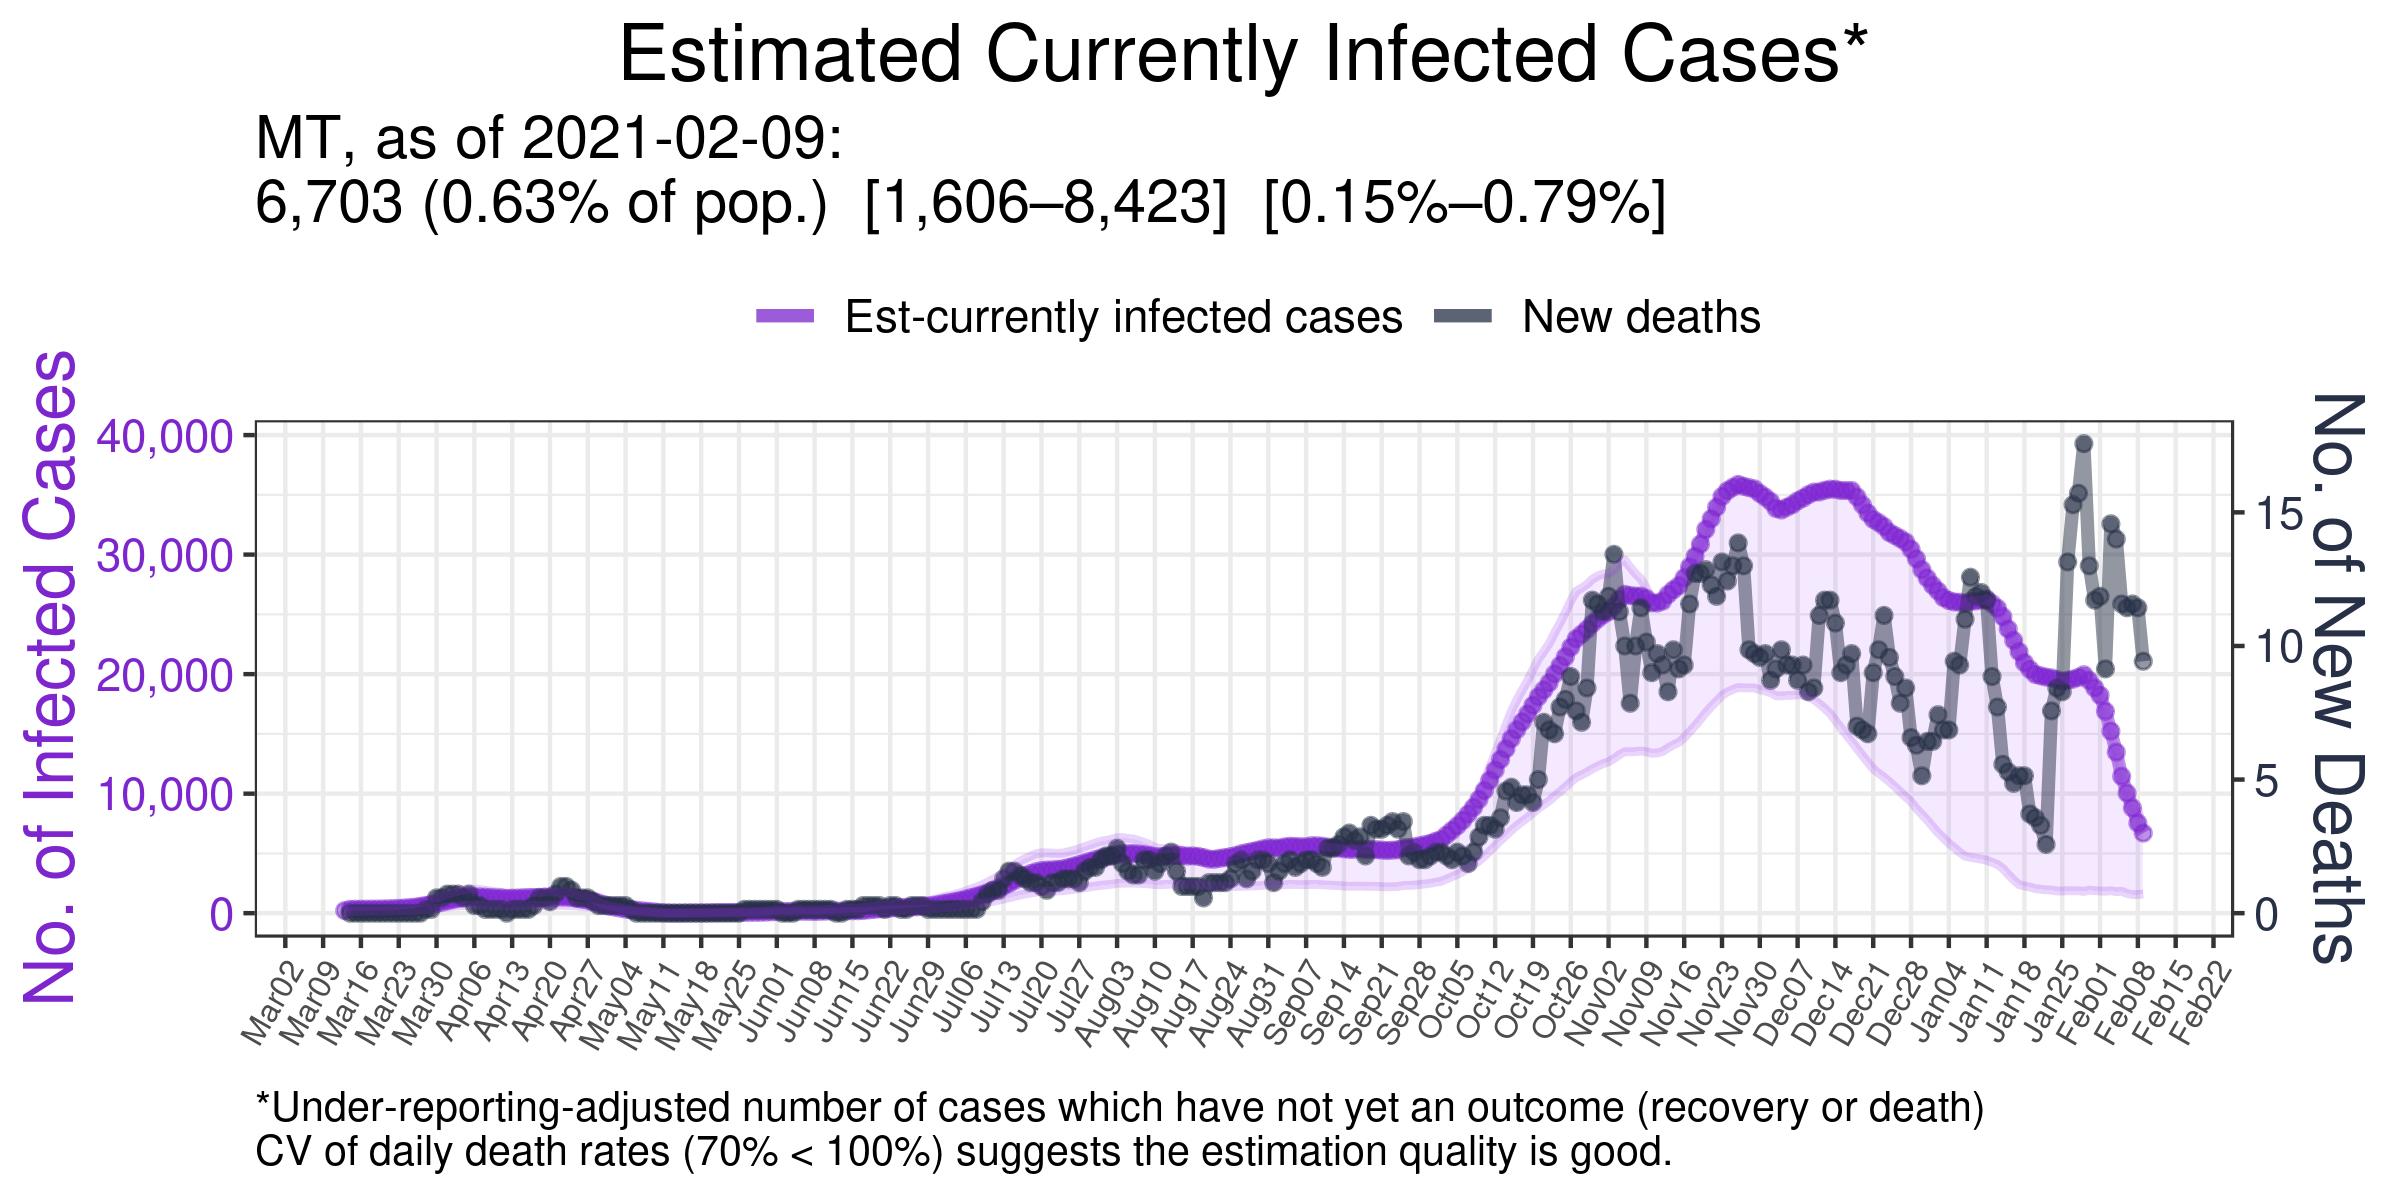 Estimated Currently Infected Cases*
MT, as of 2021-02-09:
6,703 (0.63% of pop.)  [1,606–8,423]  [0.15%–0.79%]
Est-currently infected cases
New deaths
No. of Infected Cases
40,000
30,000
20,000
10,000
0
15
10
5
0
No. of New Deaths
Mar02
Mar09
Mar16
Mar23
Mar30
Apr06
Apr13
Apr20
Apr27
May04
May11
May18
May25
Jun01
Jun08
Jun15
Jun22
Jun29
Jul06
Jul13
Jul20
Jul27
Aug03
Aug10
Aug17
Aug24
Aug31
Sep07
Sep14
Sep21
Sep28
Oct05
Oct12
Oct19
Oct26
Nov02
Nov09
Nov16
Nov23
Nov30
Dec07
Dec14
Dec21
Dec28
Jan04
Jan11
Jan18
Jan25
Feb01
Feb08
Feb15
Feb22
*Under-reporting-adjusted number of cases which have not yet an outcome (recovery or death)
CV of daily death rates (70% < 100%) suggests the estimation quality is good.